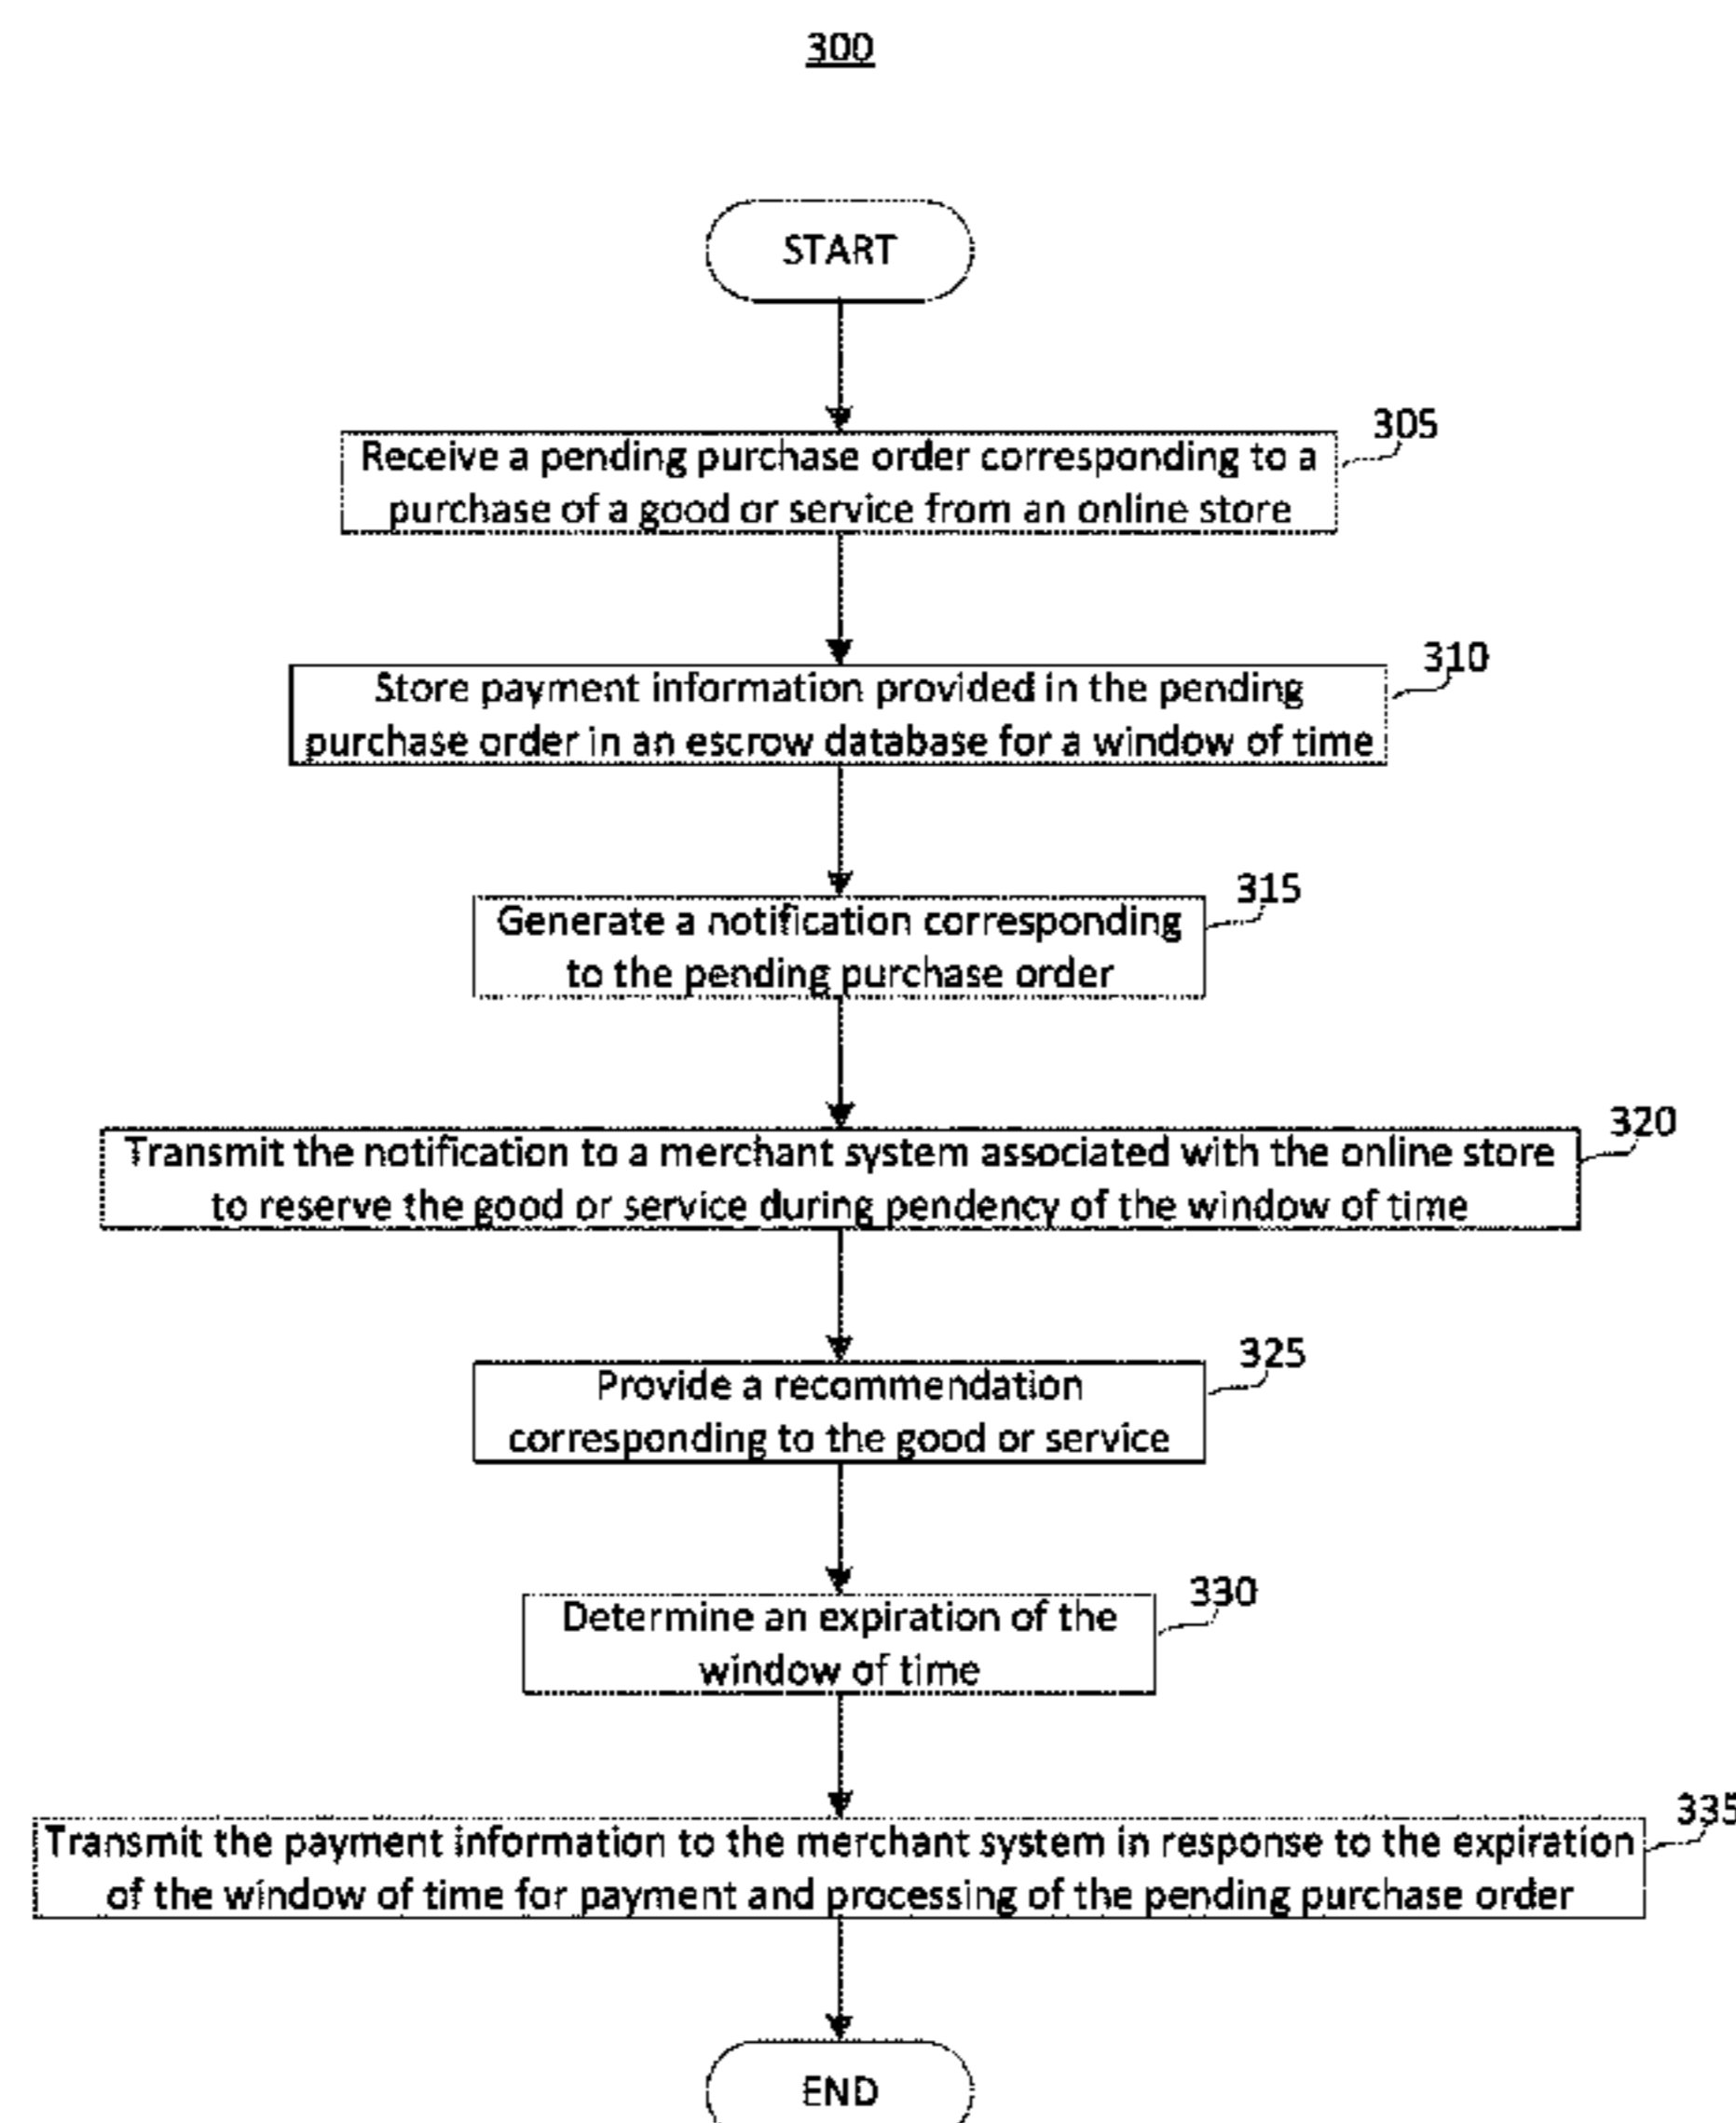 300
START
305
Receive a pending purchase order corresponding to a
purchase of a good or service from an online store
310
Store payment information provided in the pending
purchase order in an escrow database for a window of time
315
Generate a notification corresponding
to the pending purchase order
320
Transmit the notification to a merchant system associated with the online store
to reserve the good or service during pendency of the window of time
325
Provide a recommendation
corresponding to the good or service
330
Determine an expiration of the
window of time
335
Transmit the payment information to the merchant system in response to the expiration
of the window of time for payment and processing of the pending purchase order
END